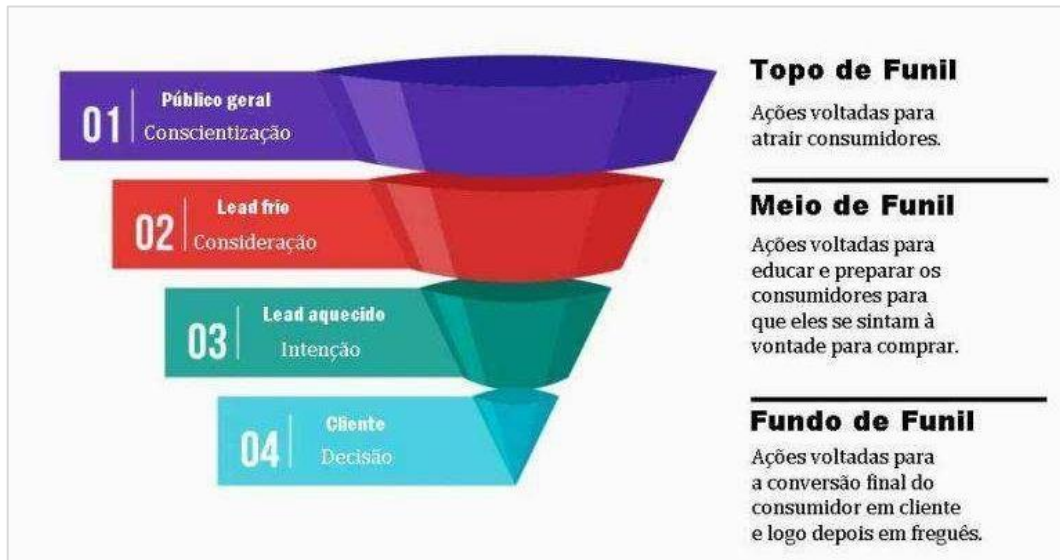 01
Público geral
Conscientização
02
Lead frio
Consideração
03
Lead aquecido
Intenção
04
Cliente
Decisão
Topo de Funil
Ações voltadas para
atrair consumidores.
Meio de Funil
Ações voltadas para
educar e preparar os
consumidores para
que eles se sintam à
vontade para comprar.
Fundo de Funil
Ações voltadas para
a conversão final do
consumidor em cliente
e logo depois em freguês.